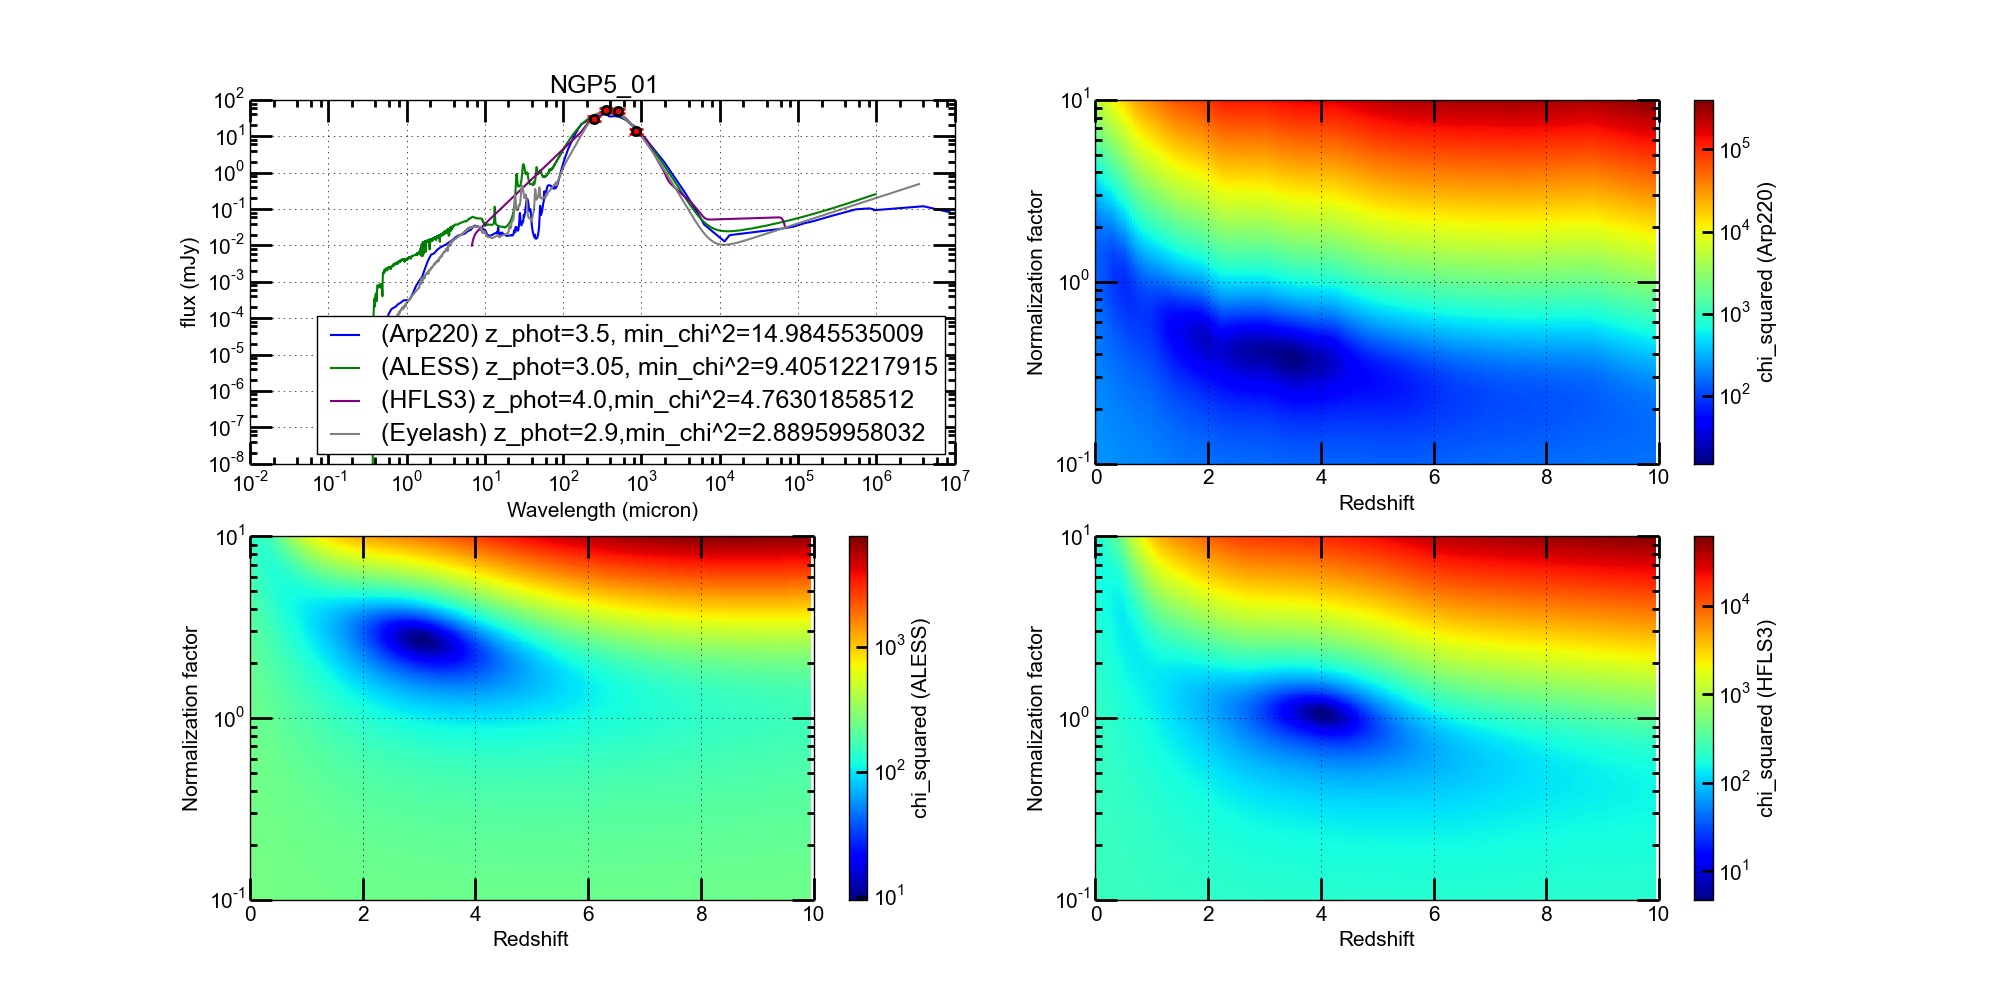 NGP5_01
10^2
10^1
10^0
10^-1
10^-2
10^-3
10^-4
10^-5
10^-6
10^-7
10^-8
flux (mJy)
(Arp220) z_phot=3.5, min_chi^2=14.9845535009
(ALESS) z_phot=3.05, min_chi^2=9.40512217915
(HFLS3) z_phot=4.0,min_chi^2=4.76301858512
(Eyelash) z_phot=2.9,min_chi^2=2.88959958032
10^-2 10^-1 10^0 10^1 10^2 10^3 10^4 10^5 10^6 10^7
Wavelength (micron)
10^1
10^0
10^-1
Normalization factor
0 2 4 6 8 10
Redshift
10^5
10^4
10^3
10^2
chi_squared (Arp220)
10^1
10^0
10^-1
Normalization factor
0 2 4 6 8 10
Redshift
10^3
10^2
10^1
chi_squared (ALESS)
10^1
10^0
10^-1
Normalization factor
0 2 4 6 8 10
Redshift
10^4
10^3
10^2
10^1
chi_squared (HFLS3)